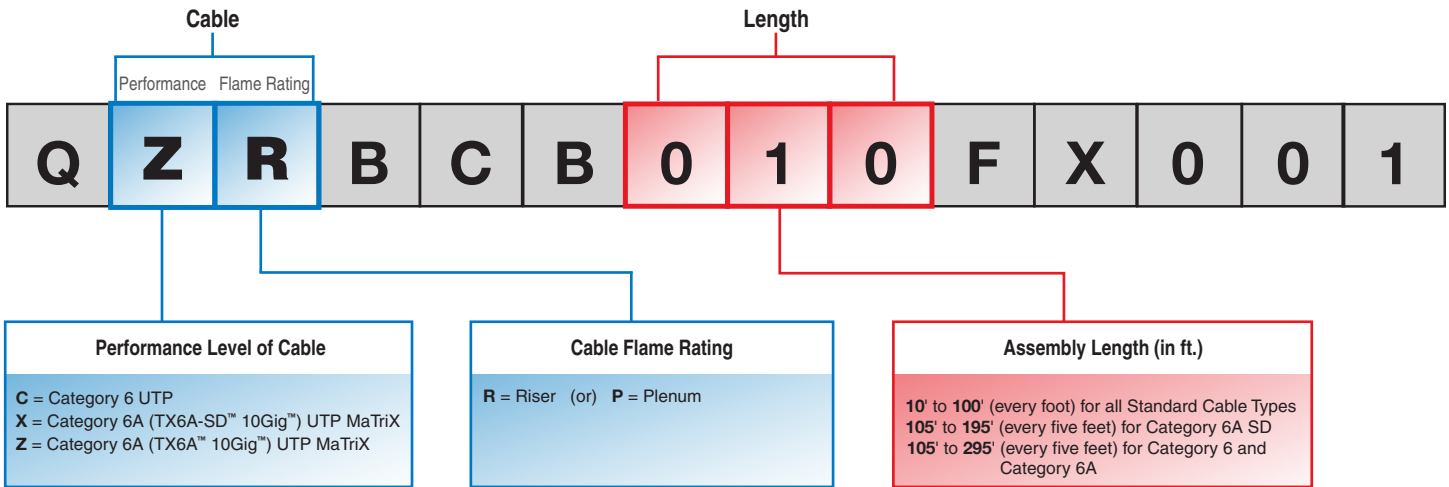 Cable Length
Performance Flame Rating
Q Z R B C B 0 1 0 F X 0 0 1
Performance Level of Cable
C = Category 6 UTP
X = Category 6A (TX6A-SD™ 10Gig™) UTP MaTriX
Z = Category 6A (TX6A™ 10Gig™) UTP MaTriX
Cable Flame Rating
R = Riser (or) P = Plenum
Assembly Length (in ft.)
10' to 100' (every foot) for all Standard Cable Types
105' to 195' (every five feet) for Category 6A SD
105' to 295' (every five feet) for Category 6 and
Category 6A